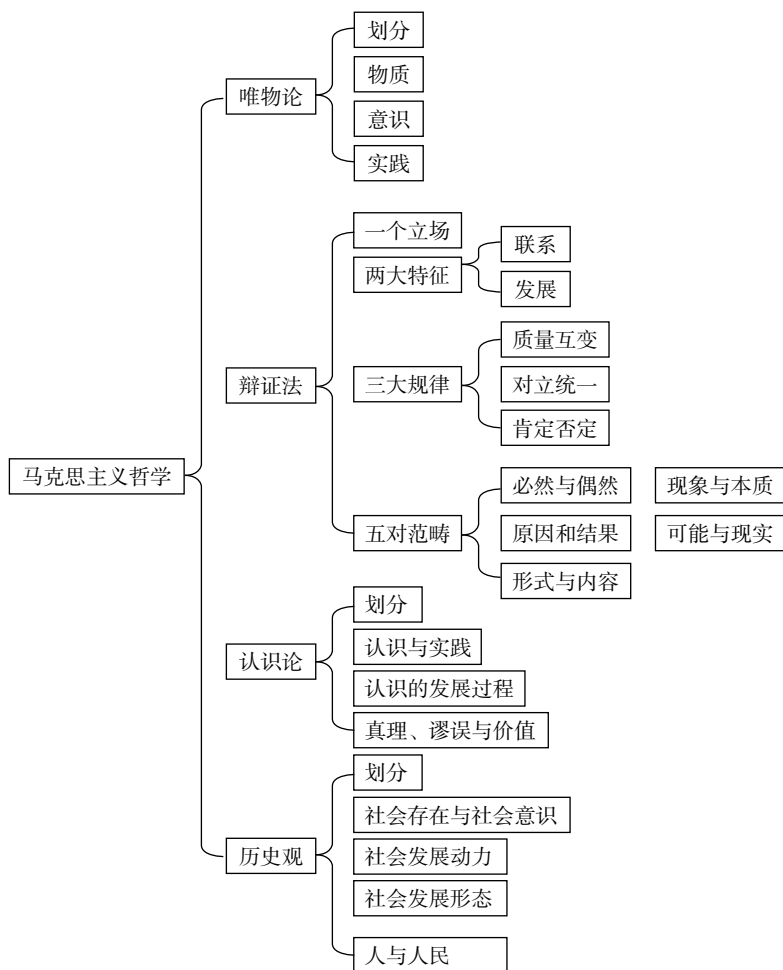 划分
物质
唯物论
意识
实践
一个立场
联系
两大特征
发展
质量互变
辩证法
三大规律
对立统一
肯定否定
马克思主义哲学
必然与偶然
现象与本质
五对范畴
原因和结果
可能与现实
形式与内容
划分
认识与实践
认识论
认识的发展过程
真理、谬误与价值
划分
社会存在与社会意识
历史观
社会发展动力
社会发展形态
人与人民